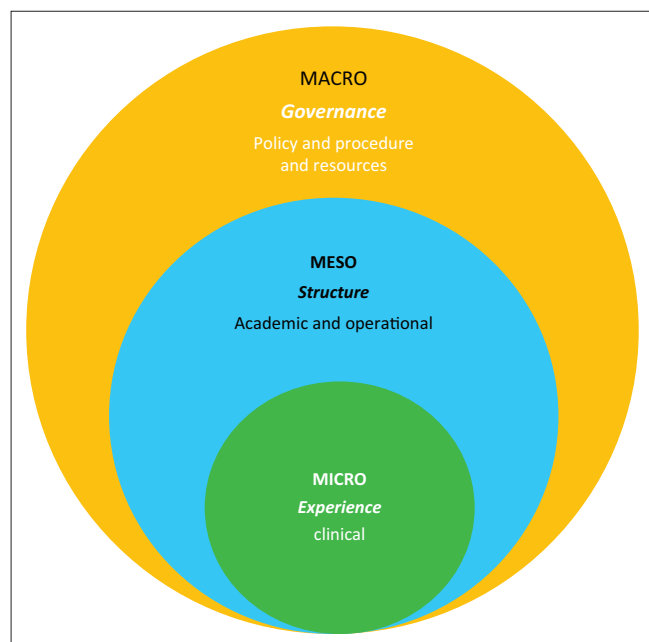 MACRO
Governance
Policy and procedure
and resources
MESO
Structure
Academic and operational
MICRO
Experience
clinical